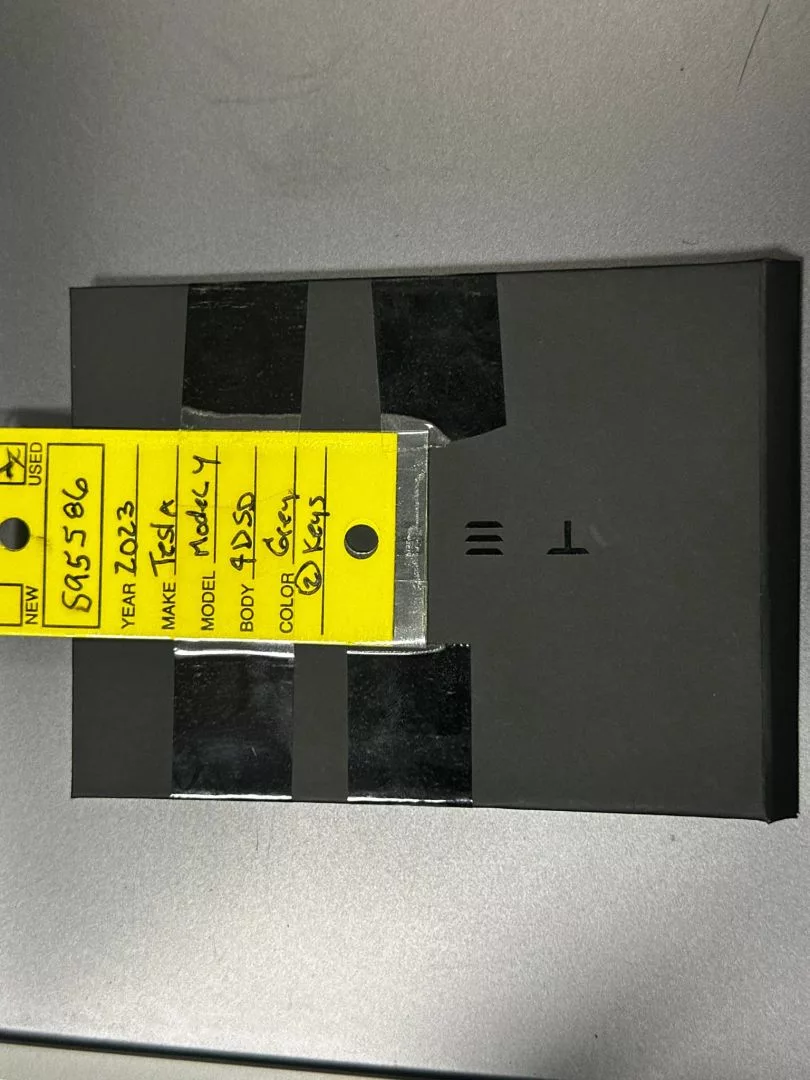 NEW USED
595586
YEAR 2023
MAKE Tesla
MODEL Model Y
BODY 4DSD
COLOR Grey
② Keys
T E